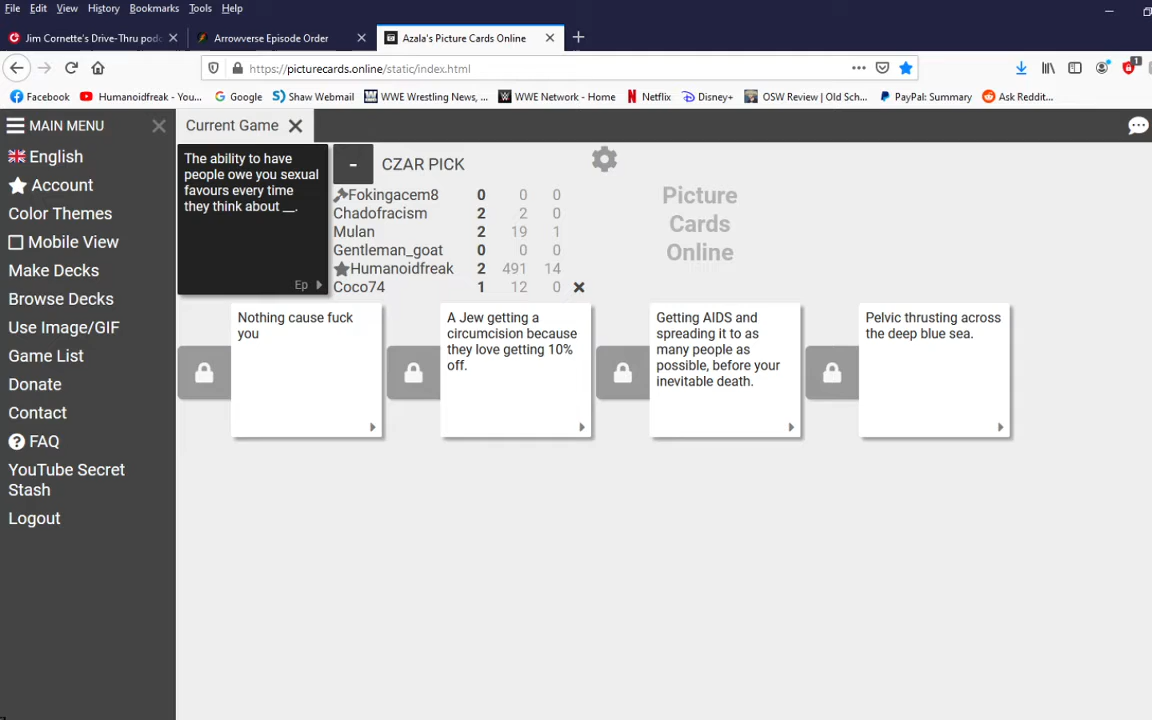 File Edit View History Bookmarks Tools Help
Jim Cornette's Drive-Thru pod
Arrowverse Episode Order
Azala's Picture Cards Online
https://picturecards.online/static/index.html
1
Facebook
Humanoidfreak - You...
Google
Shaw Webmail
WWE Wrestling News, ...
WWE Network - Home
Netflix
Disney+
OSW Review | Old Sch...
PayPal: Summary
Ask Reddit...
MAIN MENU
Current Game
English
Account
Color Themes
Mobile View
Make Decks
Browse Decks
Use Image/GIF
Game List
Donate
Contact
FAQ
YouTube Secret
Stash
Logout
The ability to have
people owe you sexual
favours every time
they think about __.
Ep
- CZAR PICK
Fokingacem8 0 0 0
Chadofracism 2 2 0
Mulan 2 19 1
Gentleman_goat 0 0 0
Humanoidfreak 2 491 14
Coco74 1 12 0
Picture
Cards
Online
Nothing cause fuck
you
A Jew getting a
circumcision because
they love getting 10%
off.
Getting AIDS and
spreading it to as
many people as
possible, before your
inevitable death.
Pelvic thrusting across
the deep blue sea.